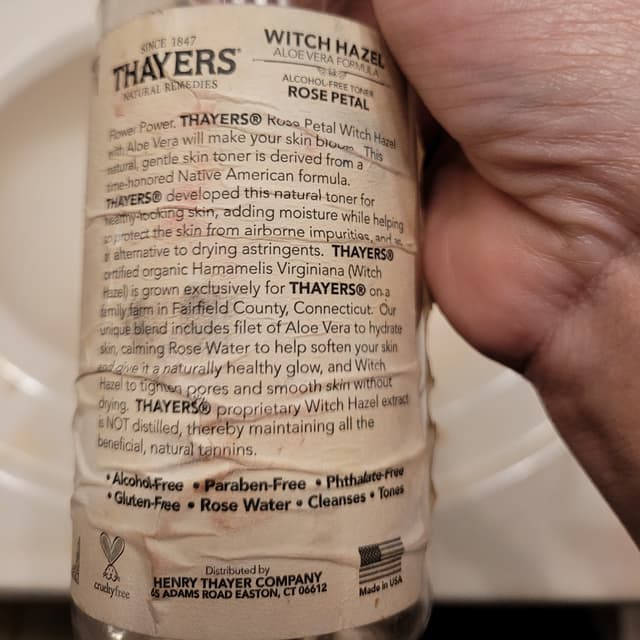 SINCE 1847
THAYERS®
NATURAL REMEDIES
WITCH HAZEL
ALOE VERA FORMULA
ALCOHOL-FREE TONER
ROSE PETAL
Flower Power. THAYERS® Rose Petal Witch Hazel
with Aloe Vera will make your skin bloom. This
natural, gentle skin toner is derived from a
time-honored Native American formula.
THAYERS® developed this natural toner for
healthy-looking skin, adding moisture while helping
to protect the skin from airborne impurities, and is
alternative to drying astringents. THAYERS®
certified organic Hamamelis Virginiana (Witch
Hazel) is grown exclusively for THAYERS® on a
family farm in Fairfield County, Connecticut. Our
unique blend includes filet of Aloe Vera to hydrate
skin, calming Rose Water to help soften your skin
and give it a naturally healthy glow, and Witch
Hazel to tighten pores and smooth skin without
drying. THAYERS® proprietary Witch Hazel extract
is NOT distilled, thereby maintaining all the
beneficial, natural tannins.
• Alcohol-Free • Paraben-Free • Phthalate-Free
• Gluten-Free • Rose Water • Cleanses • Tones
crueltyfree
Distributed by
HENRY THAYER COMPANY
65 ADAMS ROAD EASTON, CT 06612
Made in USA